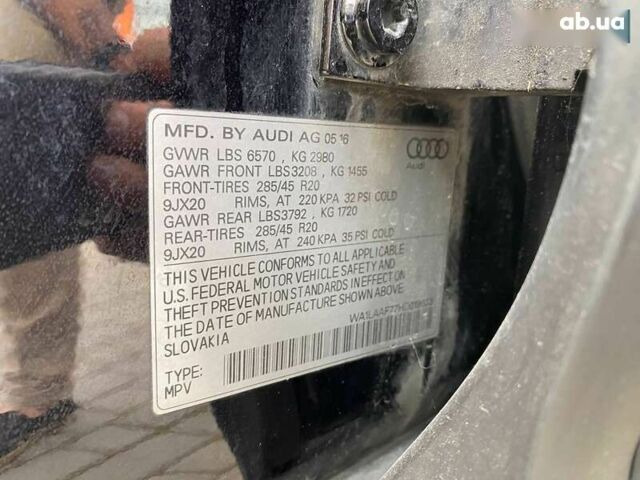 ab.ua
MFD. BY AUDI AG 05 16
GVWR LBS 6570 , KG 2980
GAWR FRONT LBS3208 , KG 1455
FRONT-TIRES 285/45 R20
9JX20 RIMS, AT 220 KPA 32 PSI COLD
GAWR REAR LBS3792 , KG 1720
REAR-TIRES 285/45 R20
9JX20 RIMS, AT 240 KPA 35 PSI COLD
Audi
THIS VEHICLE CONFORMS TO ALL APPLICABLE
U.S. FEDERAL MOTOR VEHICLE SAFETY AND
THEFT PREVENTION STANDARDS IN EFFECT ON
THE DATE OF MANUFACTURE SHOWN ABOVE.
SLOVAKIA
TYPE:
MPV